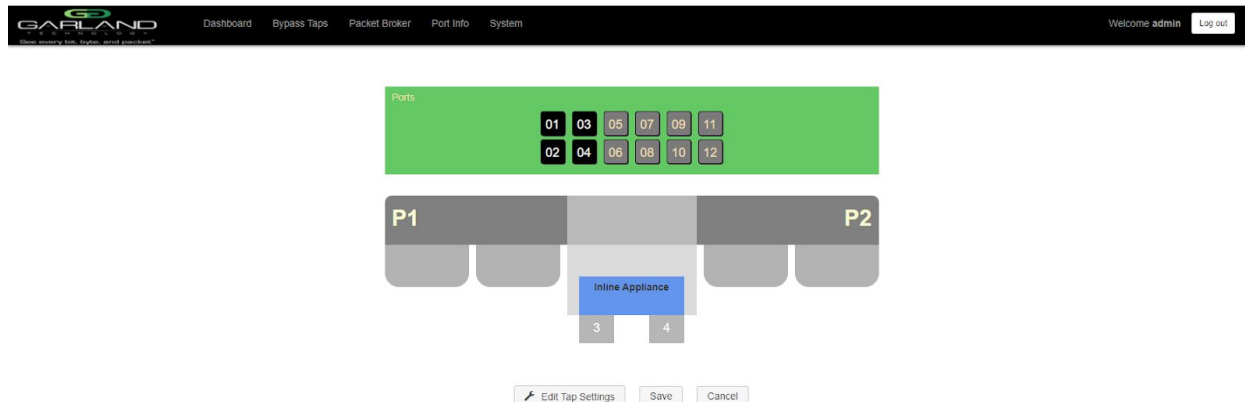 GARLAND
TECHNOLOGY
See every bit, byte, and packet™
Dashboard Bypass Taps Packet Broker Port Info System
Welcome admin Log out
Ports
01 03 05 07 09 11
02 04 06 08 10 12
P1 P2
Inline Appliance
3 4
Edit Tap Settings Save Cancel